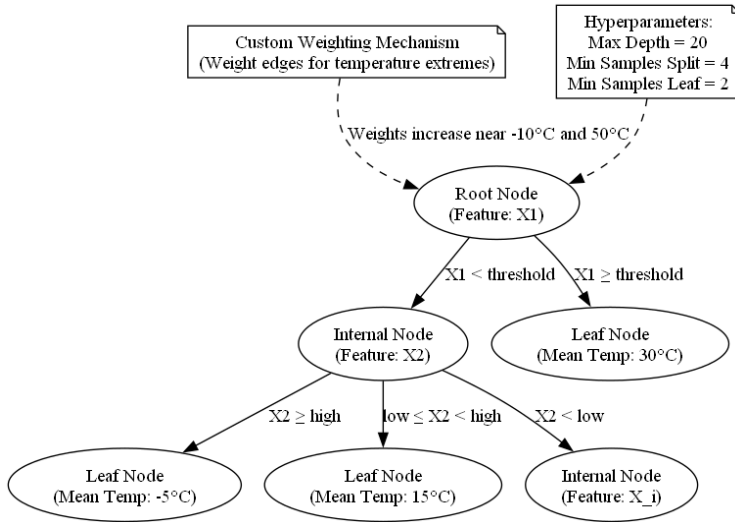 Custom Weighting Mechanism
(Weight edges for temperature extremes)
Hyperparameters:
Max Depth = 20
Min Samples Split = 4
Min Samples Leaf = 2
Weights increase near -10°C and 50°C
Root Node
(Feature: X1)
X1 < threshold
X1 ≥ threshold
Internal Node
(Feature: X2)
Leaf Node
(Mean Temp: 30°C)
X2 ≥ high
low ≤ X2 < high
X2 < low
Leaf Node
(Mean Temp: -5°C)
Leaf Node
(Mean Temp: 15°C)
Internal Node
(Feature: X_i)